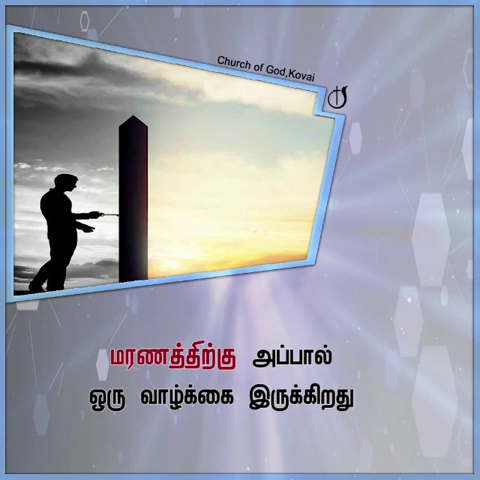 Church of God,Kovai
மரணத்திற்கு அப்பால்
ஒரு வாழ்க்கை இருக்கிறது